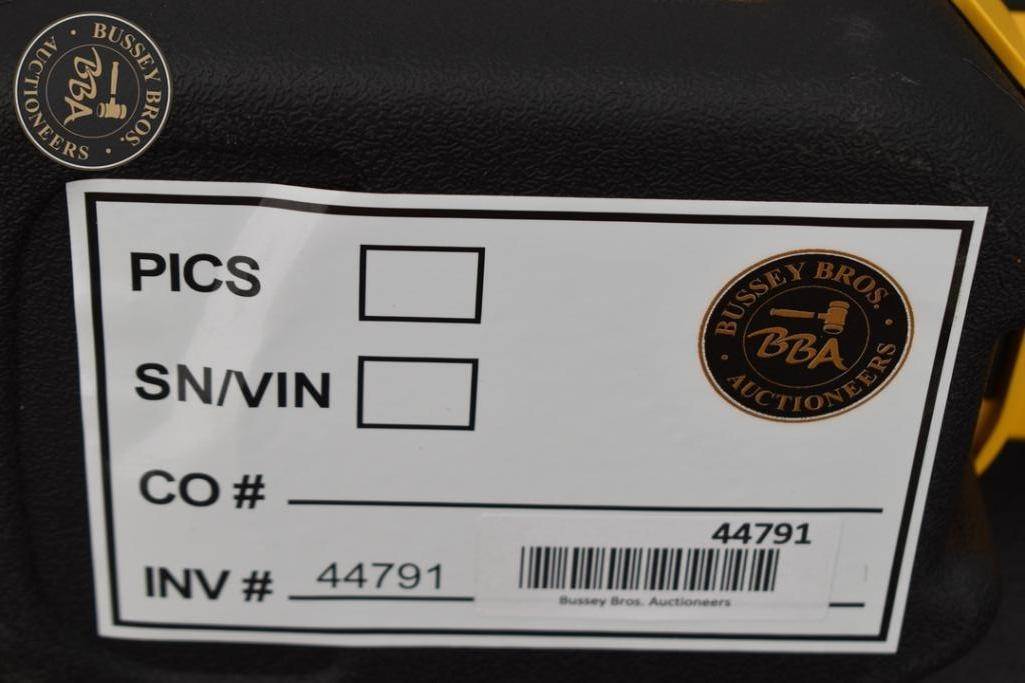 BUSSEY BROS.
BBA
AUCTIONEERS
PICS
SN/VIN
BUSSEY BROS.
BBA
AUCTIONEERS
CO #
INV # 44791
44791
Bussey Bros. Auctioneers